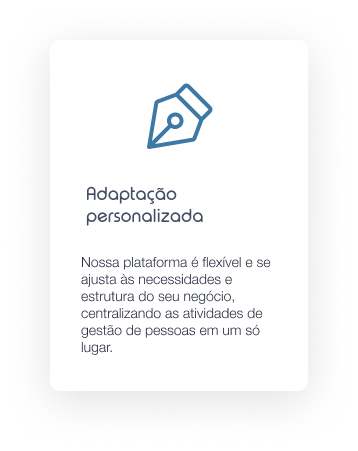 Adaptação
personalizada
Nossa plataforma é flexível e se
ajusta às necessidades e
estrutura do seu negócio,
centralizando as atividades de
gestão de pessoas em um só
lugar.